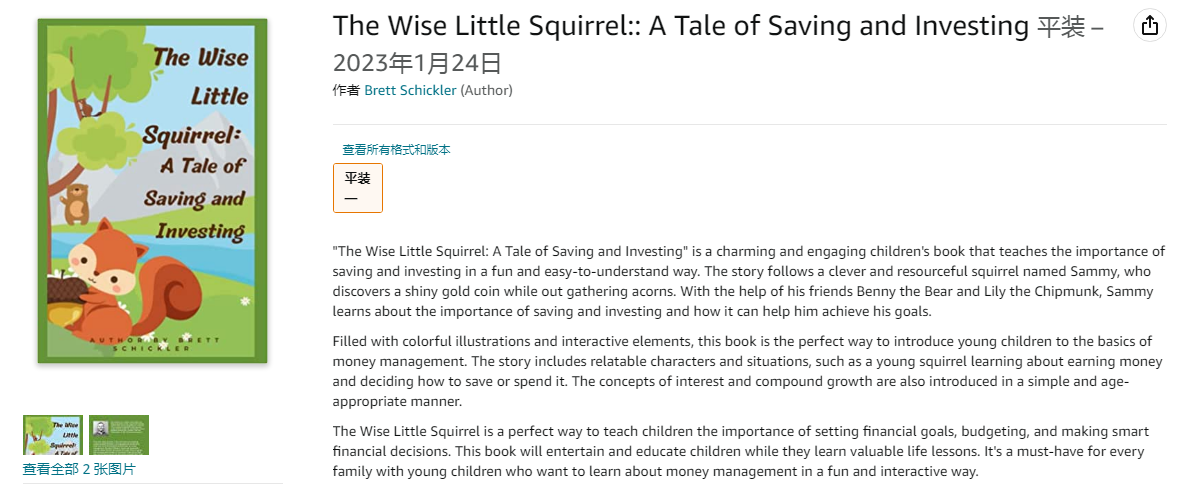 The Wise
Little
Squirrel:
A Tale of
Saving and
Investing
AUTHOR BY BRETT
SCHICKLER
The Wise
Little
Squirrel:
查看全部 2 张图片
The Wise Little Squirrel:: A Tale of Saving and Investing 平装 –
2023年1月24日
作者 Brett Schickler (Author)
查看所有格式和版本
平装
—
"The Wise Little Squirrel: A Tale of Saving and Investing" is a charming and engaging children's book that teaches the importance of
saving and investing in a fun and easy-to-understand way. The story follows a clever and resourceful squirrel named Sammy, who
discovers a shiny gold coin while out gathering acorns. With the help of his friends Benny the Bear and Lily the Chipmunk, Sammy
learns about the importance of saving and investing and how it can help him achieve his goals.
Filled with colorful illustrations and interactive elements, this book is the perfect way to introduce young children to the basics of
money management. The story includes relatable characters and situations, such as a young squirrel learning about earning money
and deciding how to save or spend it. The concepts of interest and compound growth are also introduced in a simple and age-
appropriate manner.
The Wise Little Squirrel is a perfect way to teach children the importance of setting financial goals, budgeting, and making smart
financial decisions. This book will entertain and educate children while they learn valuable life lessons. It's a must-have for every
family with young children who want to learn about money management in a fun and interactive way.